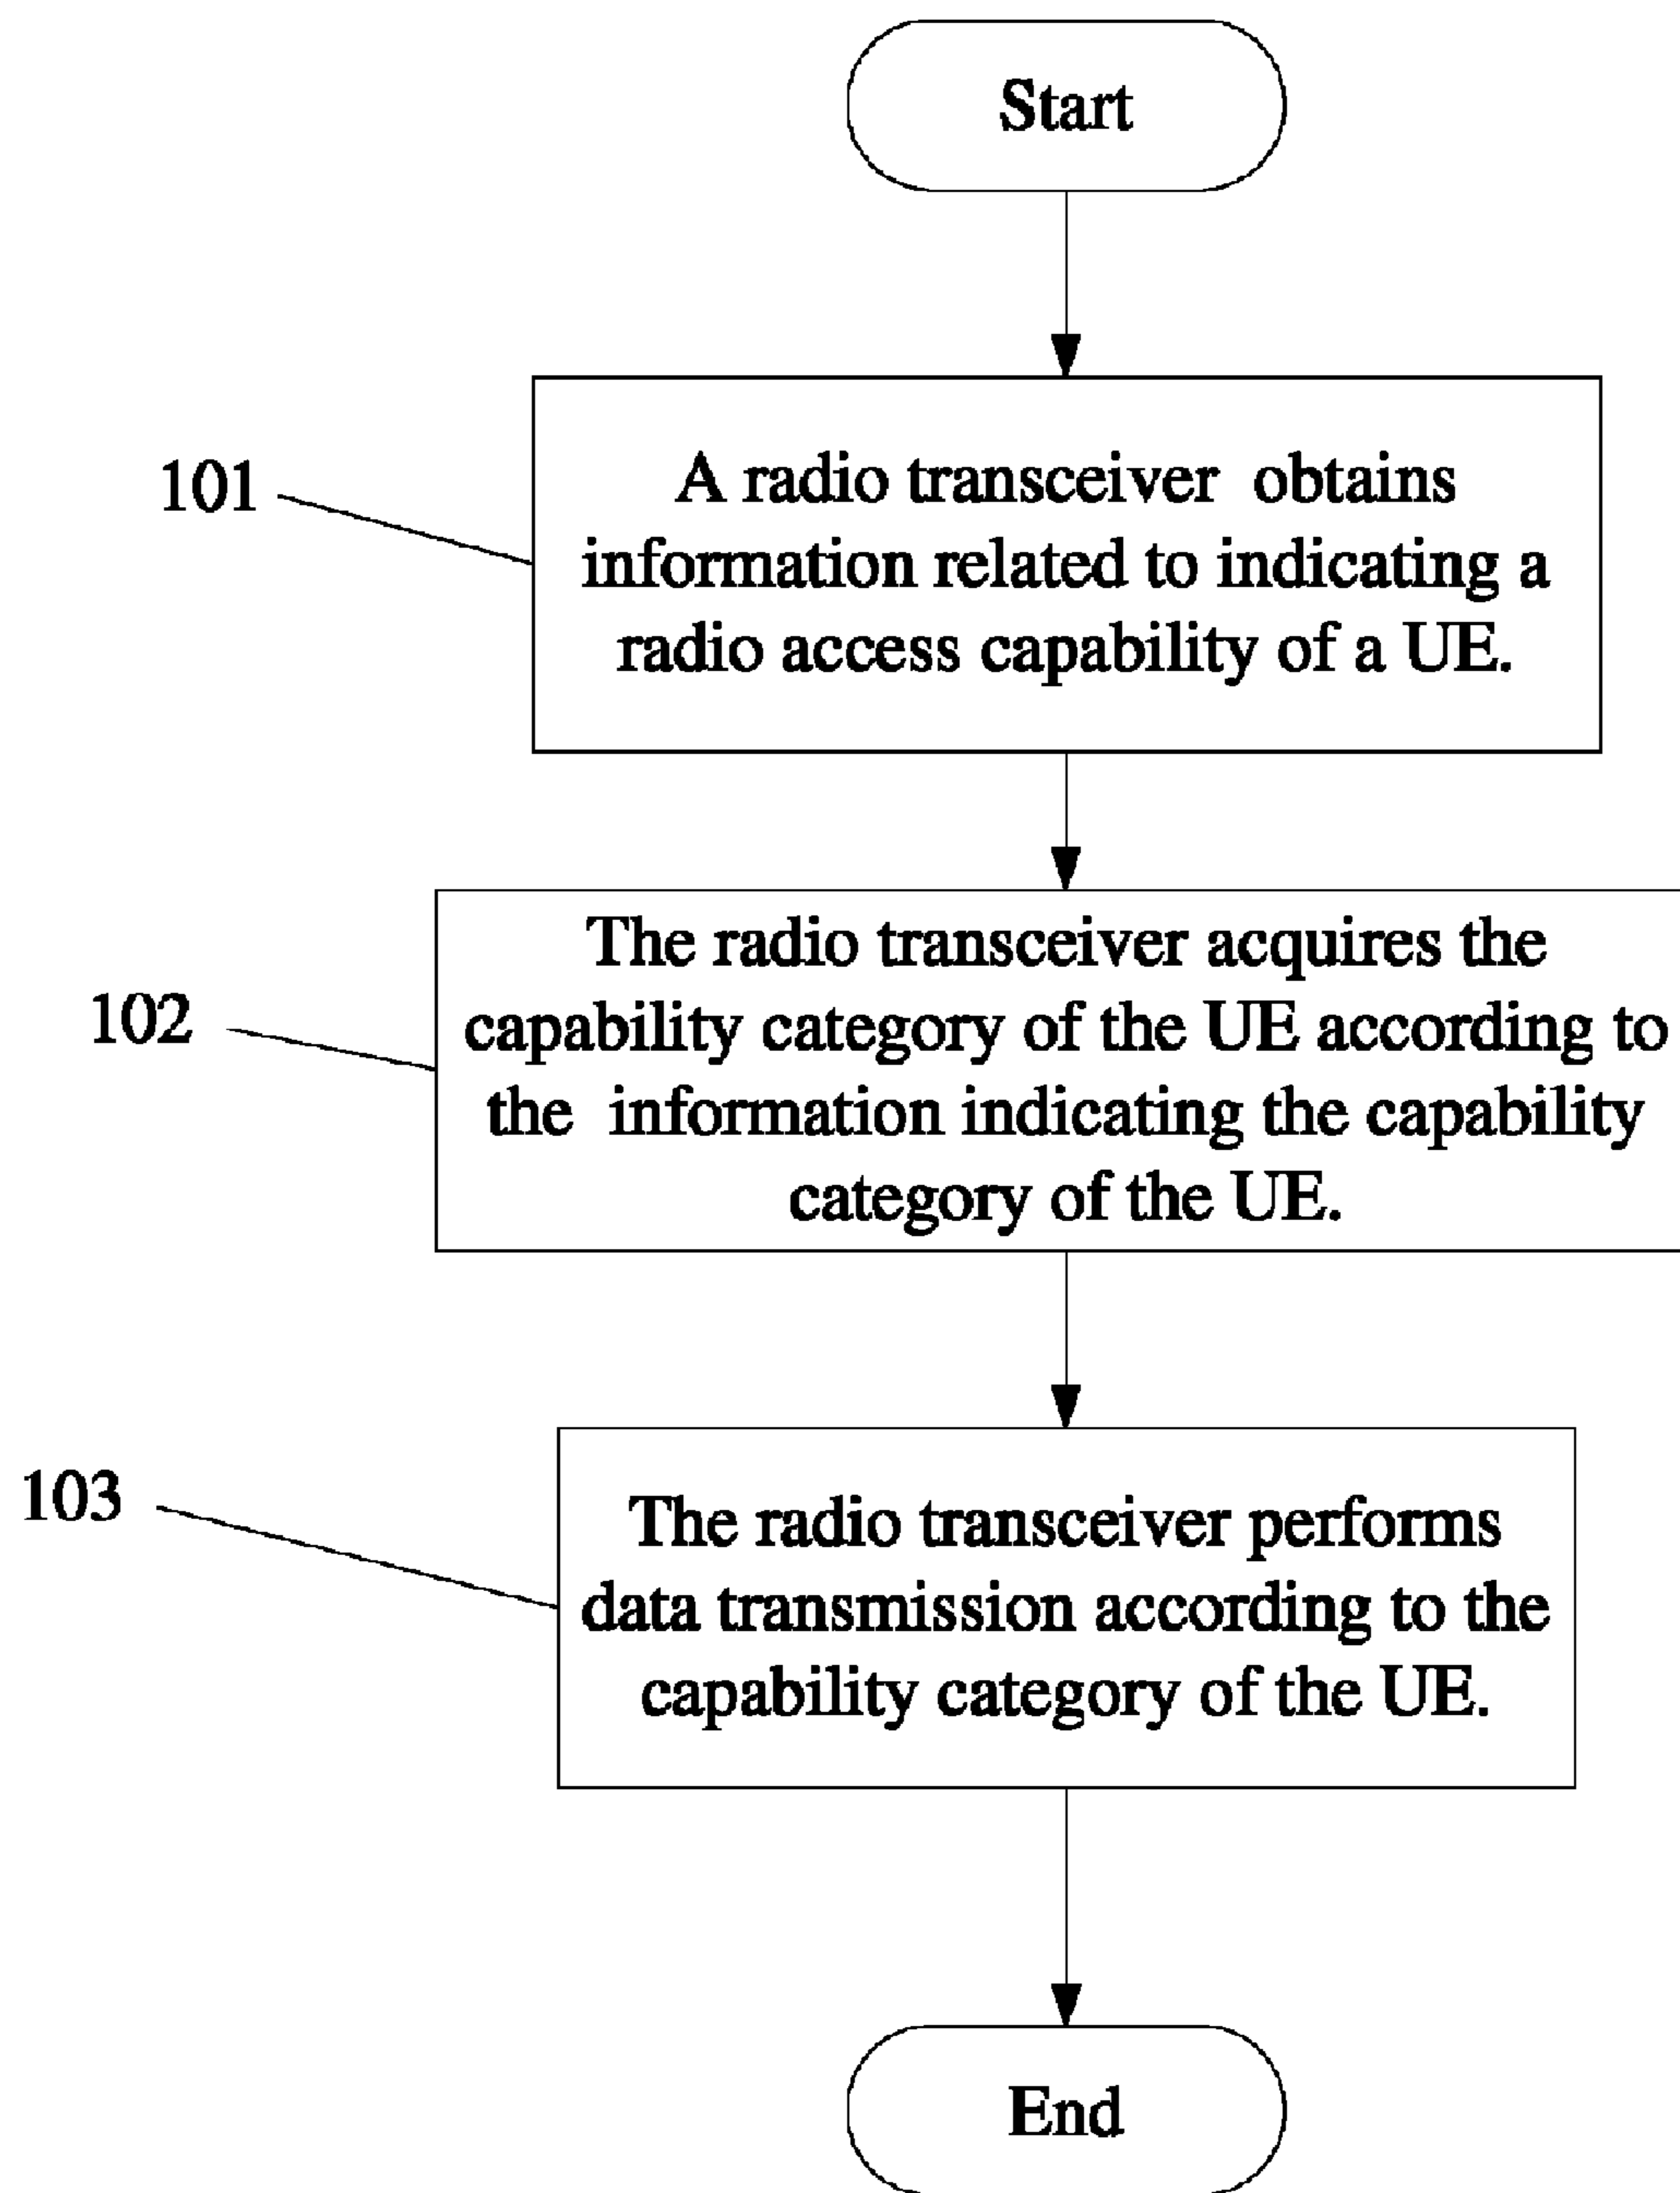 Start
101
A radio transceiver obtains
information related to indicating a
radio access capability of a UE.
102
The radio transceiver acquires the
capability category of the UE according to
the information indicating the capability
category of the UE.
103
The radio transceiver performs
data transmission according to the
capability category of the UE.
End